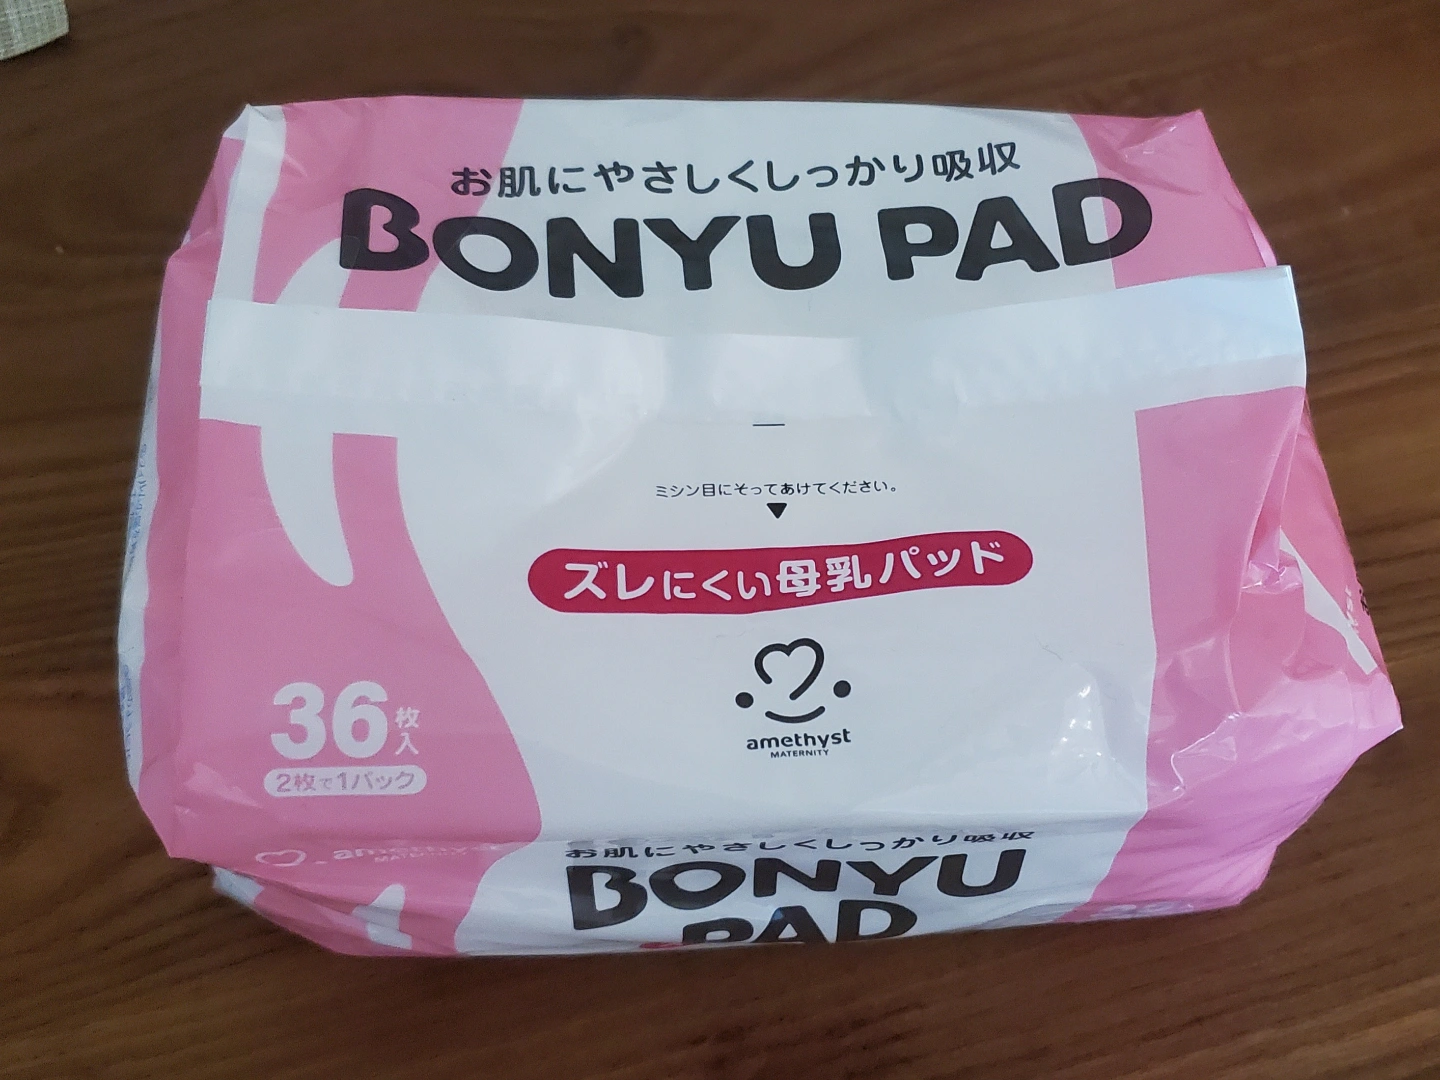 お肌にやさしくしっかり吸収
BONYU PAD
ミシン目にそってあけてください。
ズレにくい母乳パッド
amethyst
MATERNITY
36枚入
2枚で1パック
amethyst
MATERNITY
お肌にやさしくしっかり吸収
BONYU
PAD